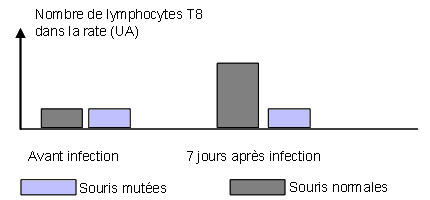 Nombre de lymphocytes T8
dans la rate (UA)
Avant infection
7 jours après infection
Souris mutées
Souris normales